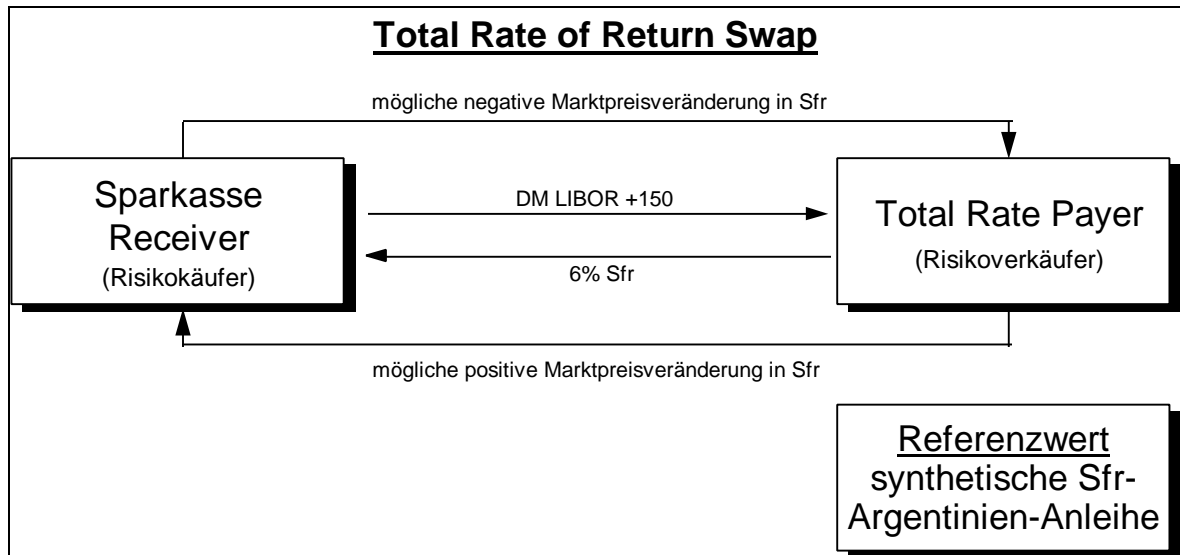 Total Rate of Return Swap
mögliche negative Marktpreisveränderung in Sfr
Sparkasse
Receiver
(Risikokäufer)
DM LIBOR +150
6% Sfr
Total Rate Payer
(Risikoverkäufer)
mögliche positive Marktpreisveränderung in Sfr
Referenzwert
synthetische Sfr-
Argentinien-Anleihe